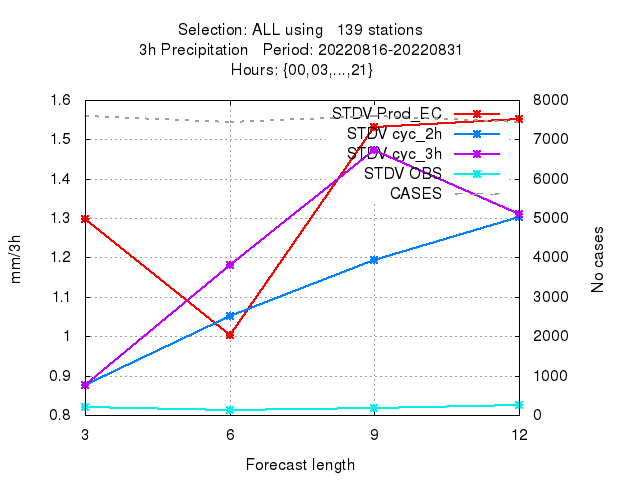 Selection: ALL using 139 stations
3h Precipitation Period: 20220816-20220831
Hours: {00,03,...,21}
1.6
1.5
1.4
1.3
1.2
1.1
1
0.9
0.8
mm/3h
STDV Prod_EC
STDV cyc_2h
STDV cyc_3h
STDV OBS
CASES
8000
7000
6000
5000
4000
3000
2000
1000
0
No cases
3 6 9 12
Forecast length